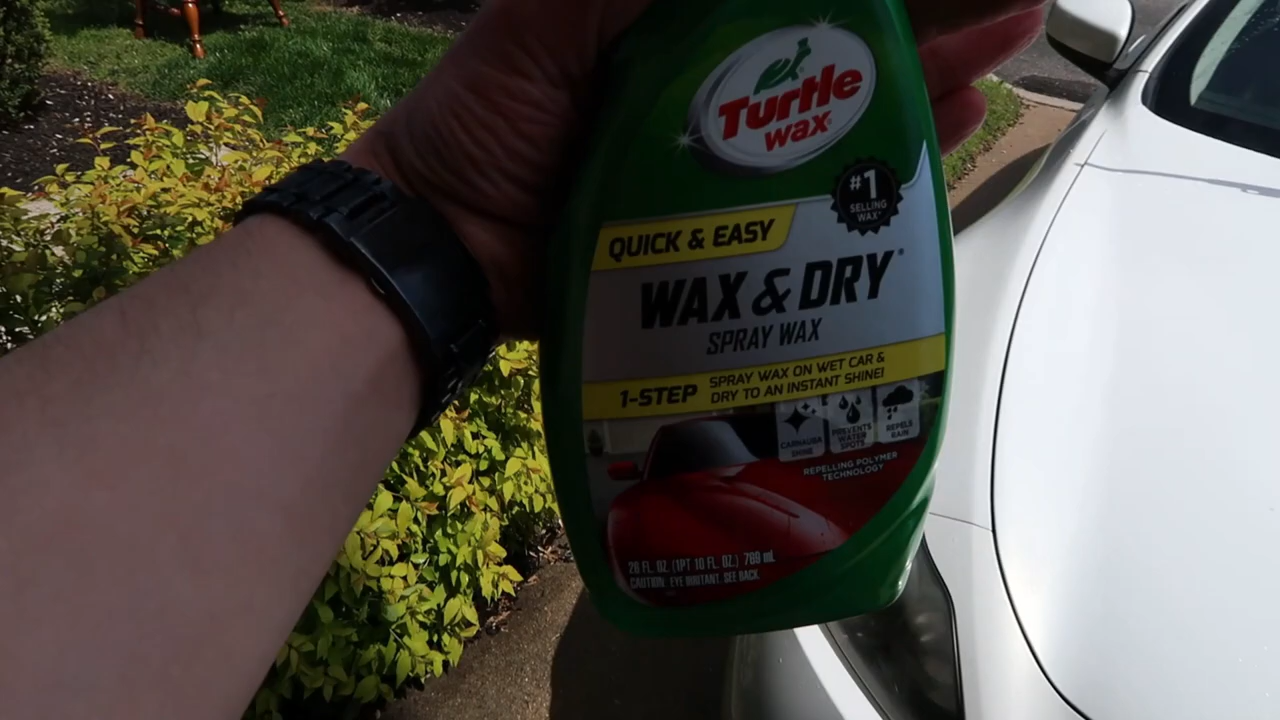 Turtle
wax
#1
SELLING
WAX*
QUICK & EASY
WAX & DRY®
SPRAY WAX
1-STEP
SPRAY WAX ON WET CAR &
DRY TO AN INSTANT SHINE!
CARNAUBA
SHINE
PREVENTS
WATER
SPOTS
REPELS
RAIN
REPELLING POLYMER
TECHNOLOGY
26 FL. OZ. (1PT 10 FL. OZ.) 769 mL
CAUTION: EYE IRRITANT. SEE BACK.